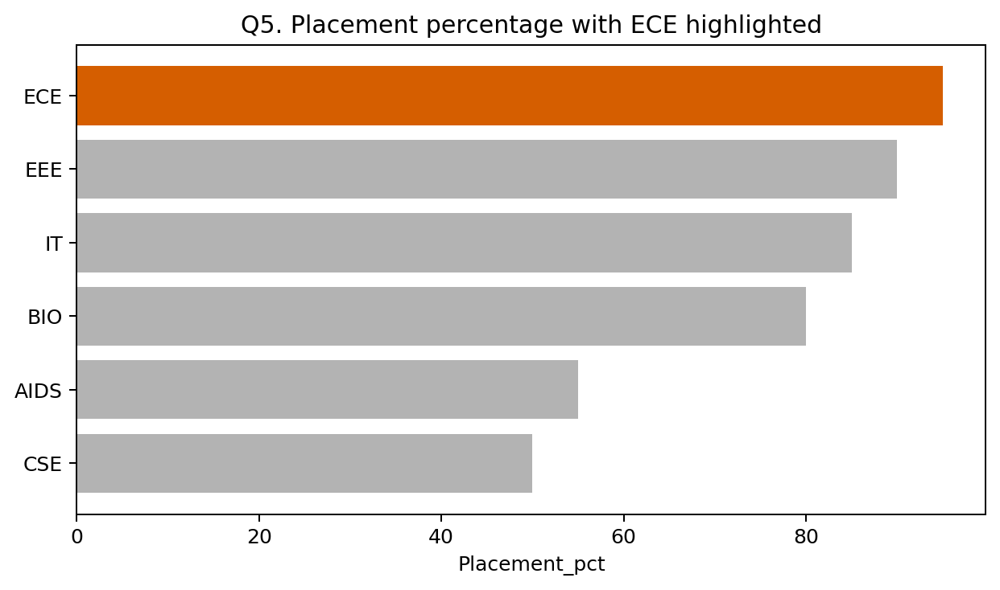 Q5. Placement percentage with ECE highlighted
ECE
EEE
IT
BIO
AIDS
CSE
0 20 40 60 80
Placement_pct